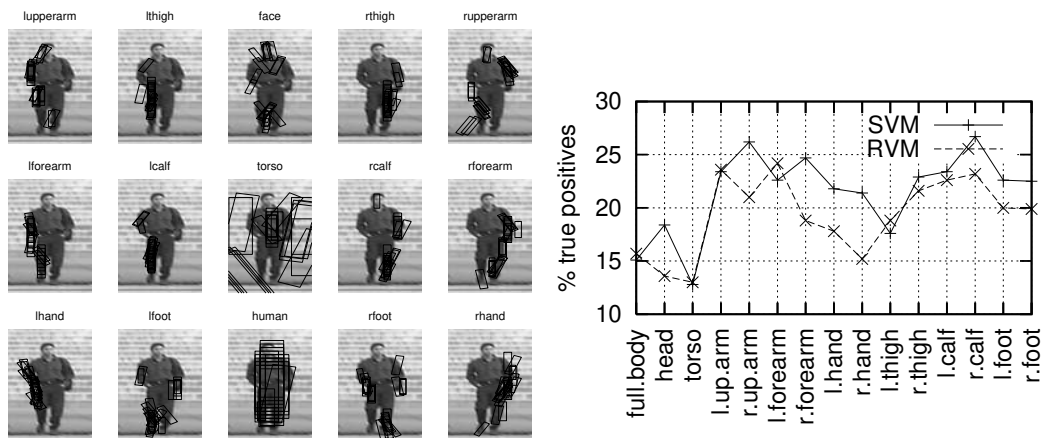 lupperarm lthigh face rthigh rupperarm
lforearm lcalf torso rcalf rforearm
lhand lfoot human rfoot rhand
30
25
20
15
10
% true positives
SVM
RVM
full.body
head
torso
l.up.arm
r.up.arm
l.forearm
r.forearm
l.hand
r.hand
l.thigh
r.thigh
l.calf
r.calf
l.foot
r.foot